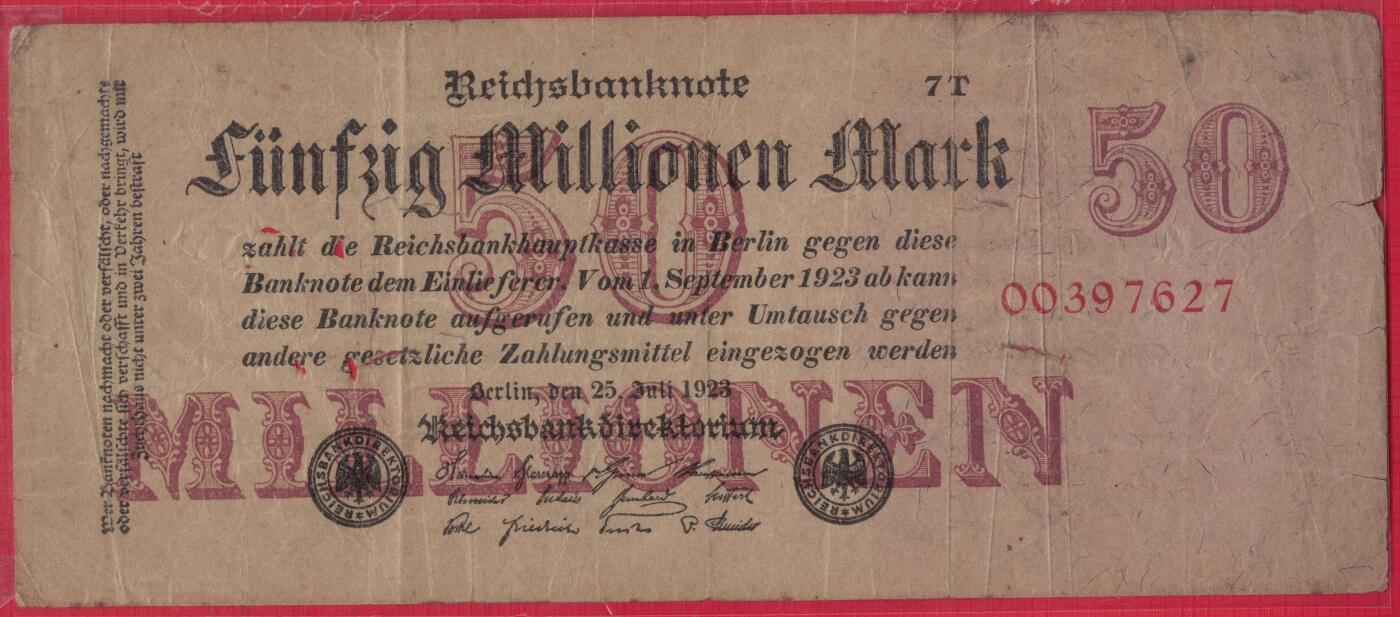 Reichsbanknote
7 T
Fünfzig Millionen Mark
50
50
zahlt die Reichsbankhauptkasse in Berlin gegen diese
Banknote dem Einlieferer. Vom 1. September 1923 ab kann
diese Banknote aufgerufen und unter Umtausch gegen
andere gesetzliche Zahlungsmittel eingezogen werden
00397627
MILLIONEN
Berlin, den 25. Juli 1923
Reichsbankdirektorium
REICHSBANKDIREKTORIUM
REICHSBANKDIREKTORIUM
Wer Banknoten nachmacht oder verfälscht, oder nachgemachte
oder verfälschte sich verschafft und in Verkehr bringt, wird mit
Zuchthaus nicht unter zwei Jahren bestraft